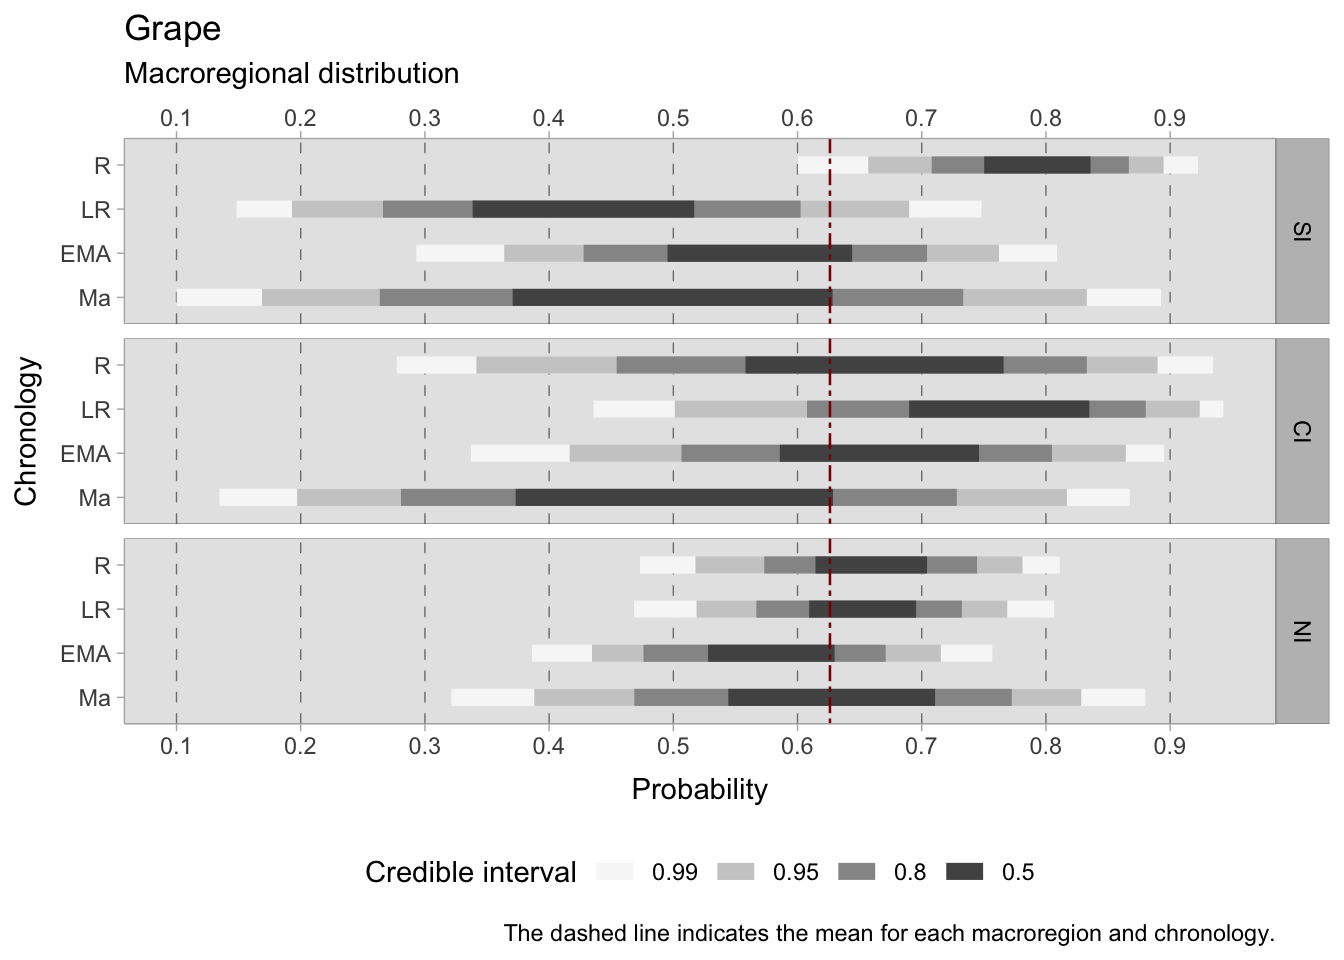 Grape
Macroregional distribution
0.1 0.2 0.3 0.4 0.5 0.6 0.7 0.8 0.9
R
LR
EMA
Ma
SI
R
LR
EMA
Ma
CI
R
LR
EMA
Ma
NI
Chronology
0.1 0.2 0.3 0.4 0.5 0.6 0.7 0.8 0.9
Probability
Credible interval 0.99 0.95 0.8 0.5
The dashed line indicates the mean for each macroregion and chronology.